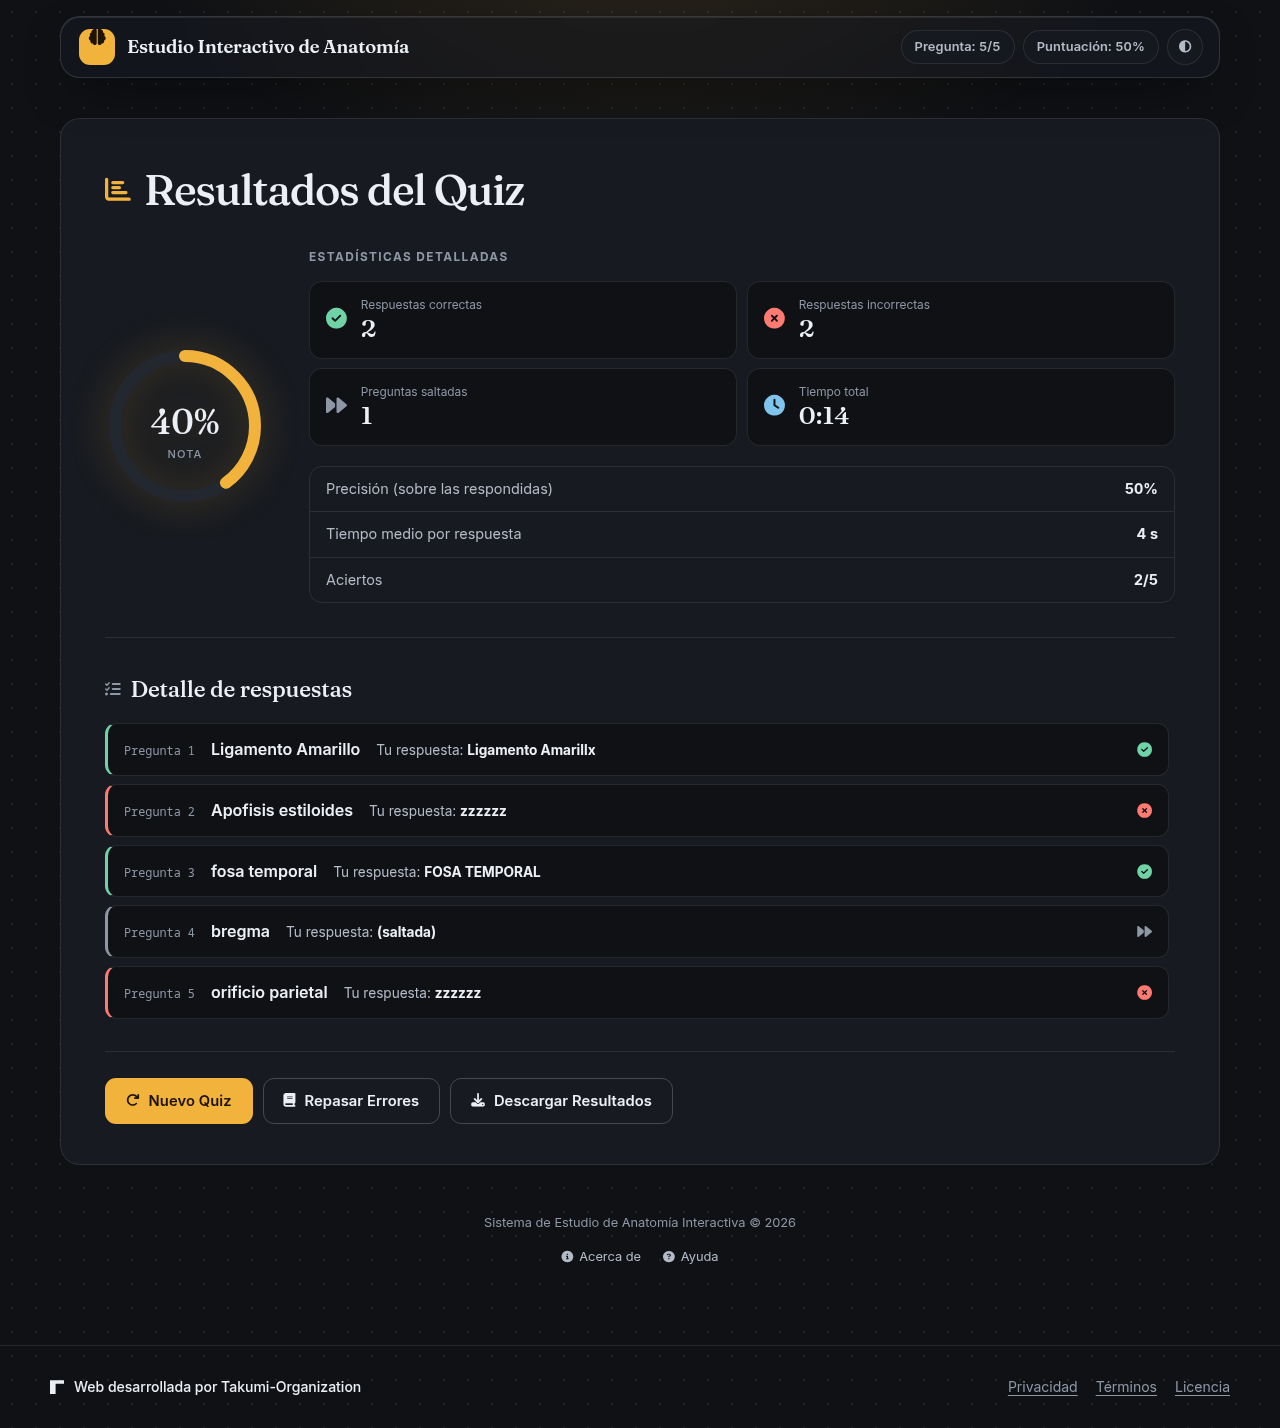 Estudio Interactivo de Anatomía
Pregunta: 5/5
Puntuación: 50%
Resultados del Quiz
ESTADÍSTICAS DETALLADAS
Respuestas correctas
2
Respuestas incorrectas
2
Preguntas saltadas
1
Tiempo total
0:14
40%
NOTA
Precisión (sobre las respondidas) 50%
Tiempo medio por respuesta 4 s
Aciertos 2/5
Detalle de respuestas
Pregunta 1 Ligamento Amarillo Tu respuesta: Ligamento Amarillx
Pregunta 2 Apofisis estiloides Tu respuesta: zzzzzz
Pregunta 3 fosa temporal Tu respuesta: FOSA TEMPORAL
Pregunta 4 bregma Tu respuesta: (saltada)
Pregunta 5 orificio parietal Tu respuesta: zzzzzz
Nuevo Quiz
Repasar Errores
Descargar Resultados
Sistema de Estudio de Anatomía Interactiva © 2026
Acerca de
Ayuda
Web desarrollada por Takumi-Organization
Privacidad Términos Licencia